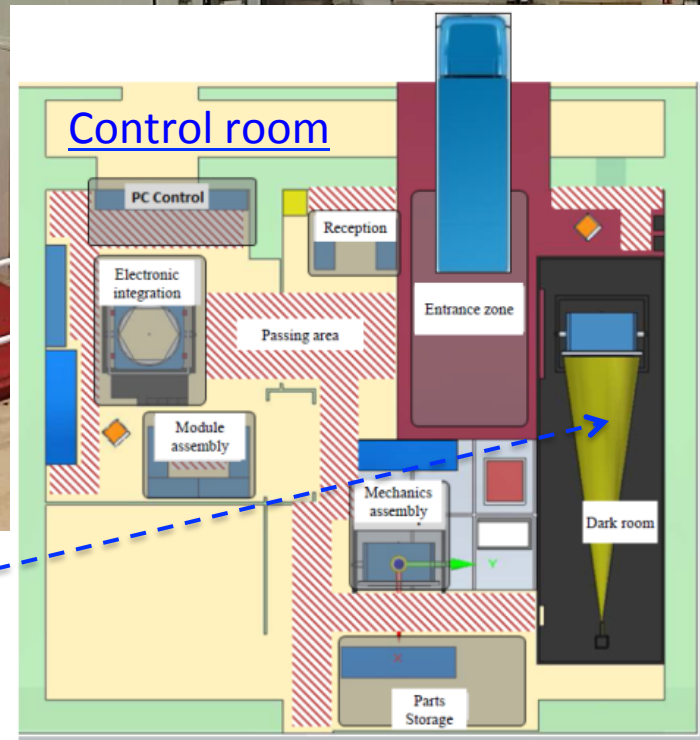 Control room
PC Control
Reception
Electronic
integration
Entrance zone
Passing area
Module
assembly
Mechanics
assembly
Y
Dark room
X
Parts
Storage